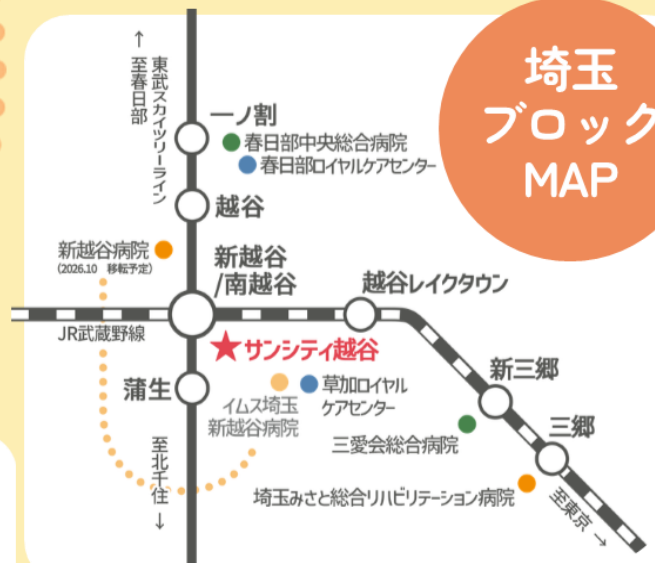 埼玉
ブロック
MAP
↑
至春日部
東武スカイツリーライン
一ノ割
春日部中央総合病院
春日部ロイヤルケアセンター
越谷
新越谷病院
(2026.10 移転予定)
新越谷
/南越谷
越谷レイクタウン
JR武蔵野線
★サンシティ越谷
蒲生
イムス埼玉
新越谷病院
草加ロイヤル
ケアセンター
新三郷
三愛会総合病院
三郷
埼玉みさと総合リハビリテーション病院
至北千住
↓
至東京 →